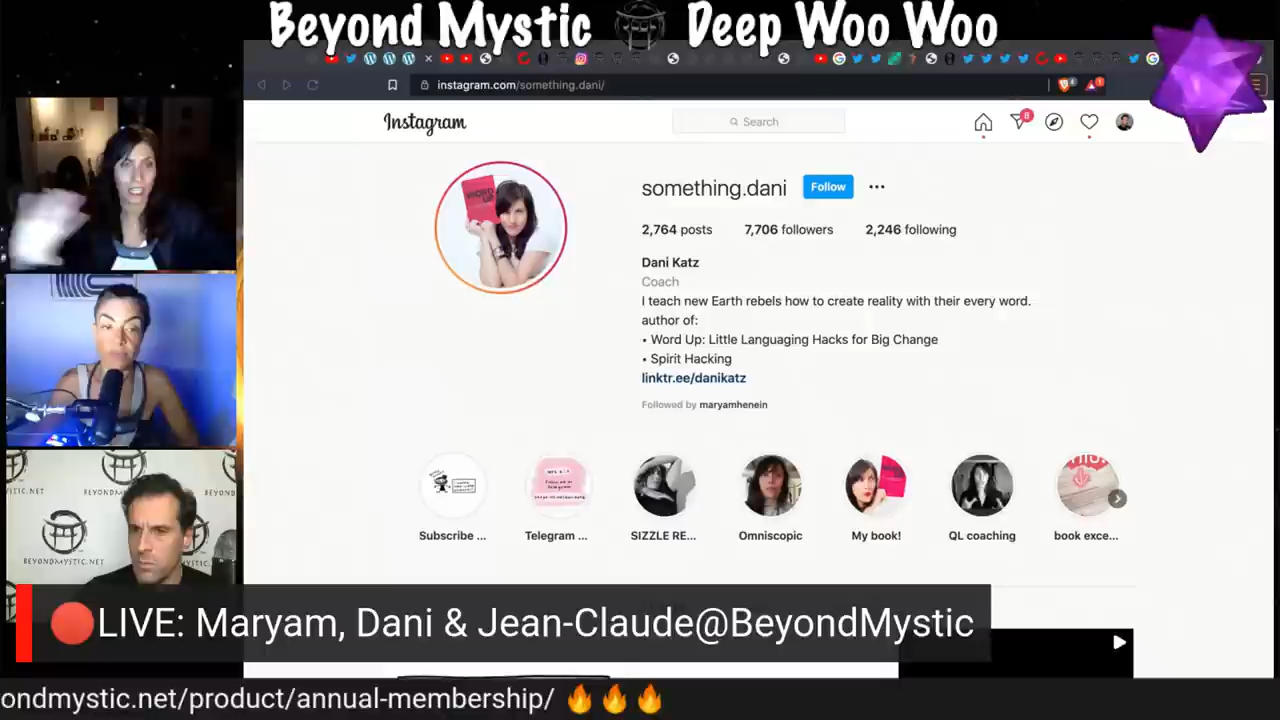 Beyond Mystic Deep Woo Woo
instagram.com/something.dani/
Instagram
Search
8
something.dani Follow
2,764 posts 7,706 followers 2,246 following
Dani Katz
Coach
I teach new Earth rebels how to create reality with their every word.
author of:
• Word Up: Little Languaging Hacks for Big Change
• Spirit Hacking
linktr.ee/danikatz
Followed by maryamhenein
Subscribe ... Telegram ... SIZZLE RE... Omniscopic My book! QL coaching book exce...
BEYONDMYSTIC.NET
🔴LIVE: Maryam, Dani & Jean-Claude@BeyondMystic
yondmystic.net/product/annual-membership/ 🔥🔥🔥